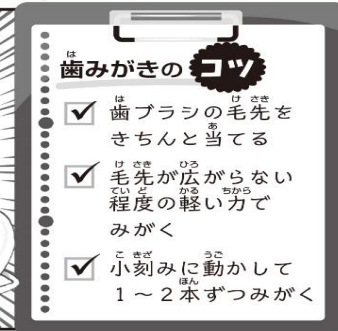 歯みがきのコツ
歯ブラシの毛先を
きちんと当てる
毛先が広がらない
程度の軽い力で
みがく
小刻みに動かして
1～2本ずつみがく